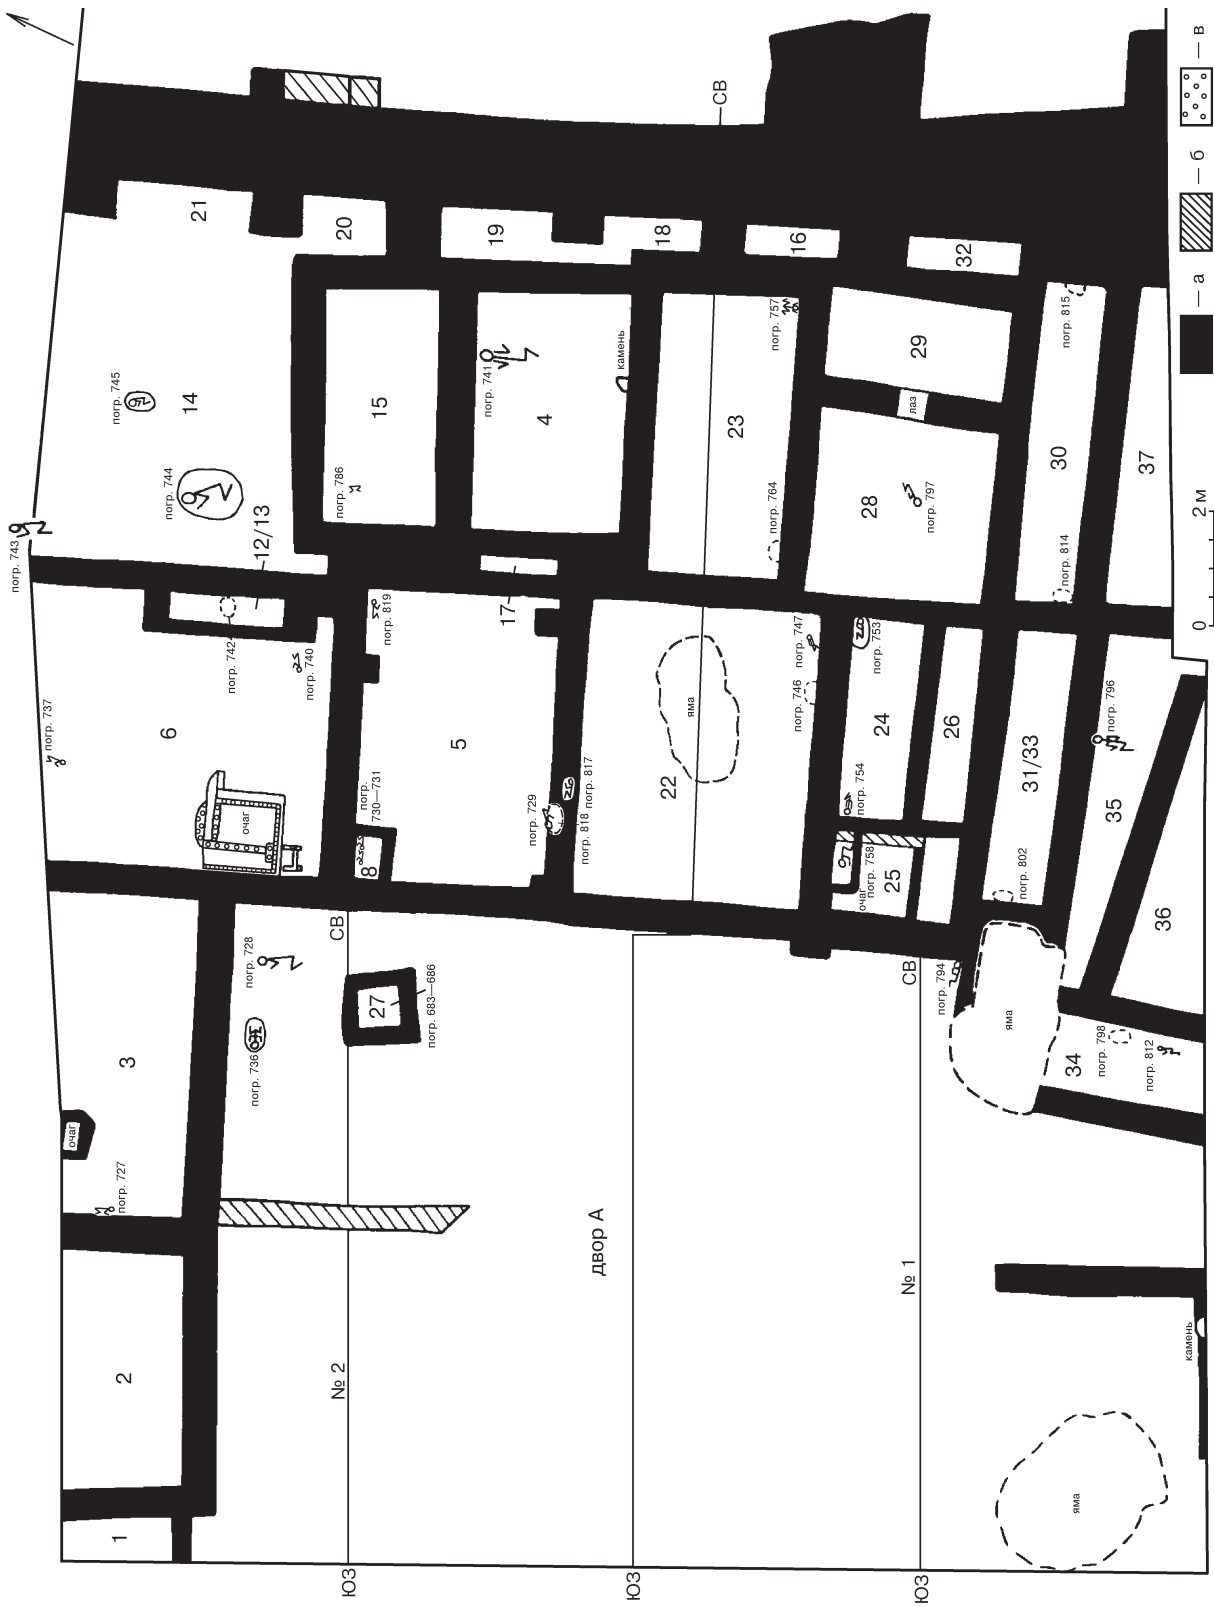 погр. 743
погр. 745
14
погр. 744
12/13
21
20
19
18
16
32
СВ
15
погр. 786
погр. 741
4
камень
погр. 757
23
погр. 764
29
лаз
28
погр. 797
погр. 815
30
погр. 814
37
погр. 737
6
погр. 742
погр. 740
очаг
погр. 819
17
5
погр.
730—731
8
погр. 729
погр. 817
погр. 818
22
яма
погр. 747
погр. 746
погр. 753
24
погр. 754
26
очаг
погр. 758
25
31/33
погр. 802
погр. 796
35
36
3
очаг
погр. 727
погр. 728
погр. 736
СВ
27
погр. 683—686
СВ
погр. 794
яма
34
погр. 798
погр. 812
двор А
2
1
№ 2
№ 1
камень
яма
ЮЗ
ЮЗ
ЮЗ
0 2 м
— а
— б
— в